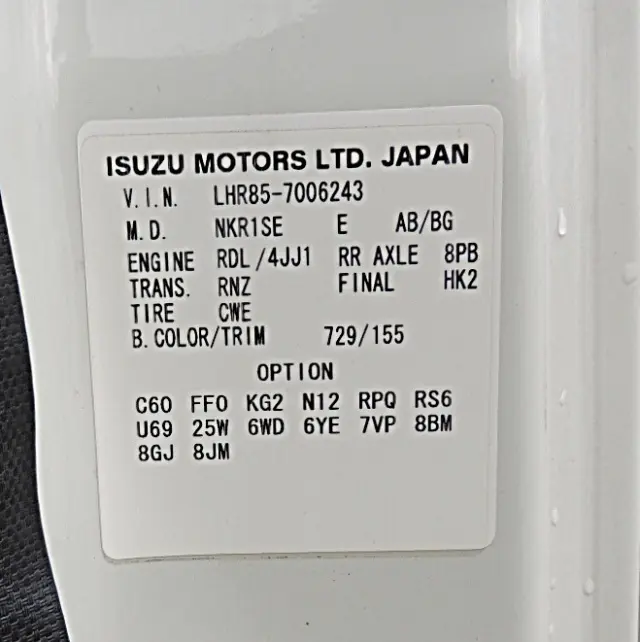 ISUZU MOTORS LTD. JAPAN
V.I.N. LHR85-7006243
M.D. NKR1SE E AB/BG
ENGINE RDL/4JJ1 RR AXLE 8PB
TRANS. RNZ FINAL HK2
TIRE CWE
B.COLOR/TRIM 729/155
OPTION
C60 FF0 KG2 N12 RPQ RS6
U69 25W 6WD 6YE 7VP 8BM
8GJ 8JM